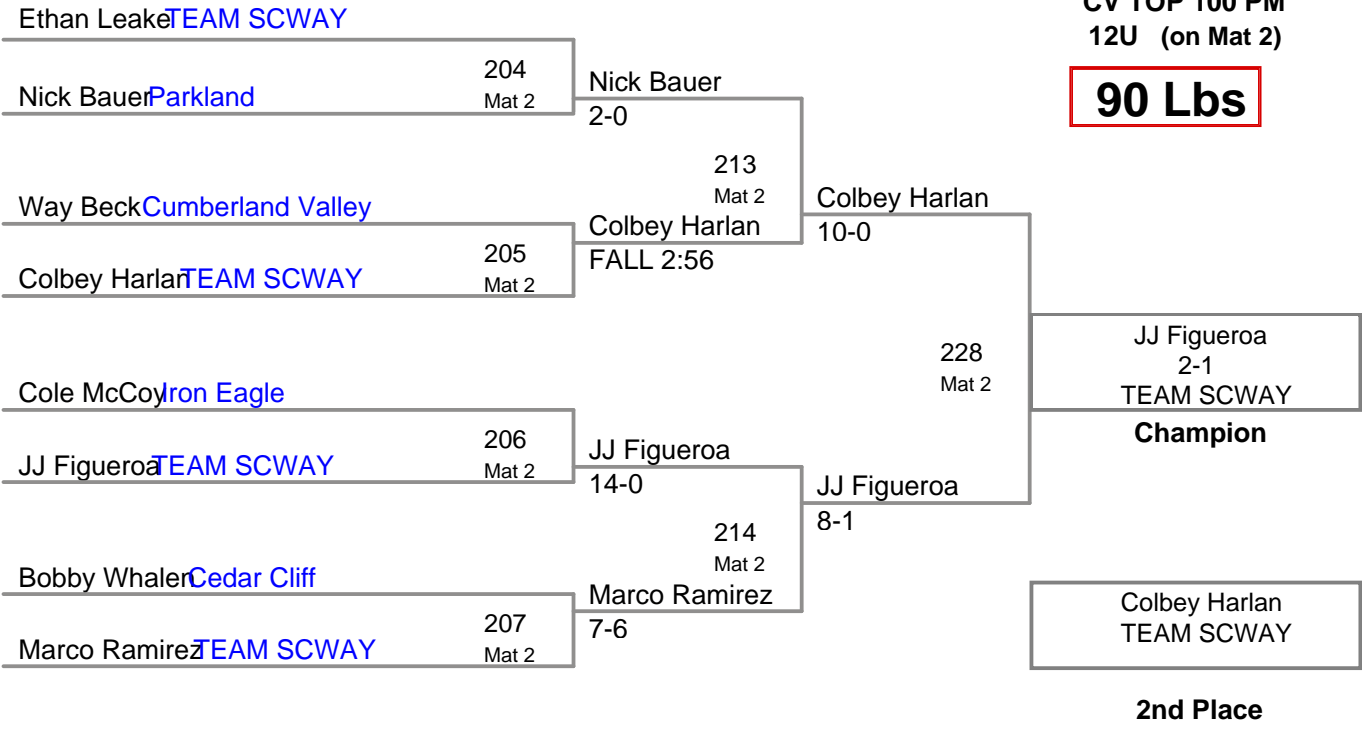 CV TOP 100 PM
12U (on Mat 2)
90 Lbs
Ethan Leake TEAM SCWAY
204
Mat 2
Nick Bauer Parkland
Nick Bauer
2-0
213
Mat 2
Way Beck Cumberland Valley
Colbey Harlan
FALL 2:56
205
Mat 2
Colbey Harlan TEAM SCWAY
Colbey Harlan
10-0
228
Mat 2
JJ Figueroa
2-1
TEAM SCWAY
Champion
Cole McCoy Iron Eagle
206
Mat 2
JJ Figueroa TEAM SCWAY
JJ Figueroa
14-0
JJ Figueroa
8-1
214
Mat 2
Bobby Whalen Cedar Cliff
Marco Ramirez
7-6
207
Mat 2
Marco Ramirez TEAM SCWAY
Colbey Harlan
TEAM SCWAY
2nd Place